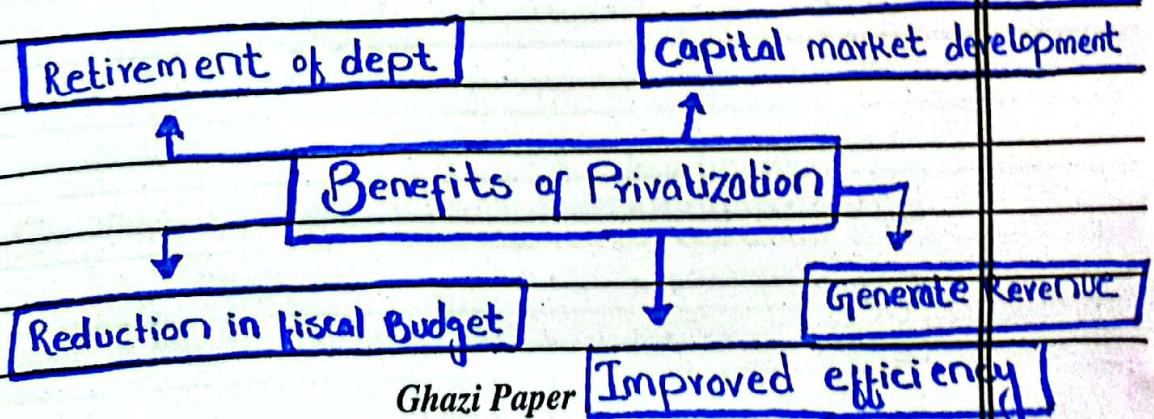 Retirement of dept
Capital market development
Benefits of Privatization
Generate Revenue
Reduction in fiscal Budget
Improved efficiency
Ghazi Paper